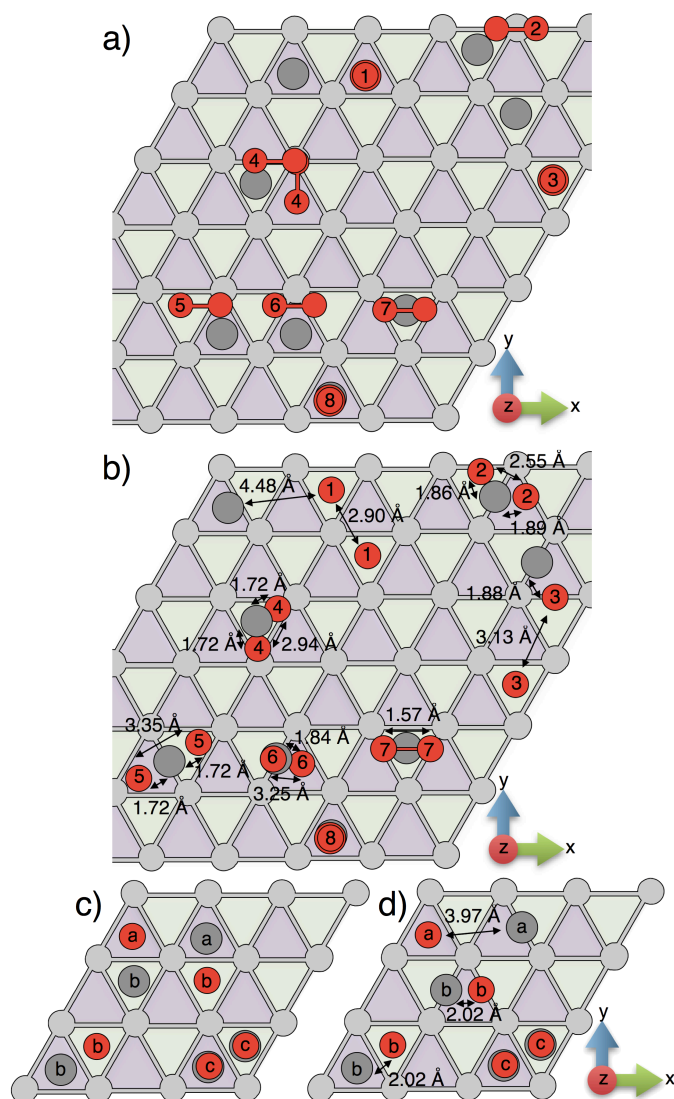 a)
2
1
4
3
4
5
6
7
8
y
z
x
b)
4.48 Å
1
2.90 Å
1
2
2.55 Å
1.86 Å
2
1.89 Å
1.72 Å
4
1.88 Å
3
1.72 Å
4
2.94 Å
3.13 Å
3
3.35 Å
5
5
1.72 Å
1.72 Å
1.84 Å
6
6
3.25 Å
1.57 Å
7
7
8
y
z
x
c)
a
a
b
b
b
b
c
c
d)
3.97 Å
a
a
b
b
2.02 Å
b
b
2.02 Å
c
c
y
z
x